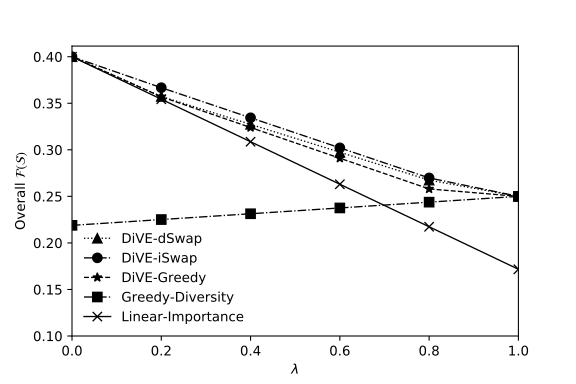 0.40
0.35
0.30
0.25
0.20
0.15
0.10
Overall F(S)
DiVE-dSwap
DiVE-iSwap
DiVE-Greedy
Greedy-Diversity
Linear-Importance
0.0 0.2 0.4 0.6 0.8 1.0
λ